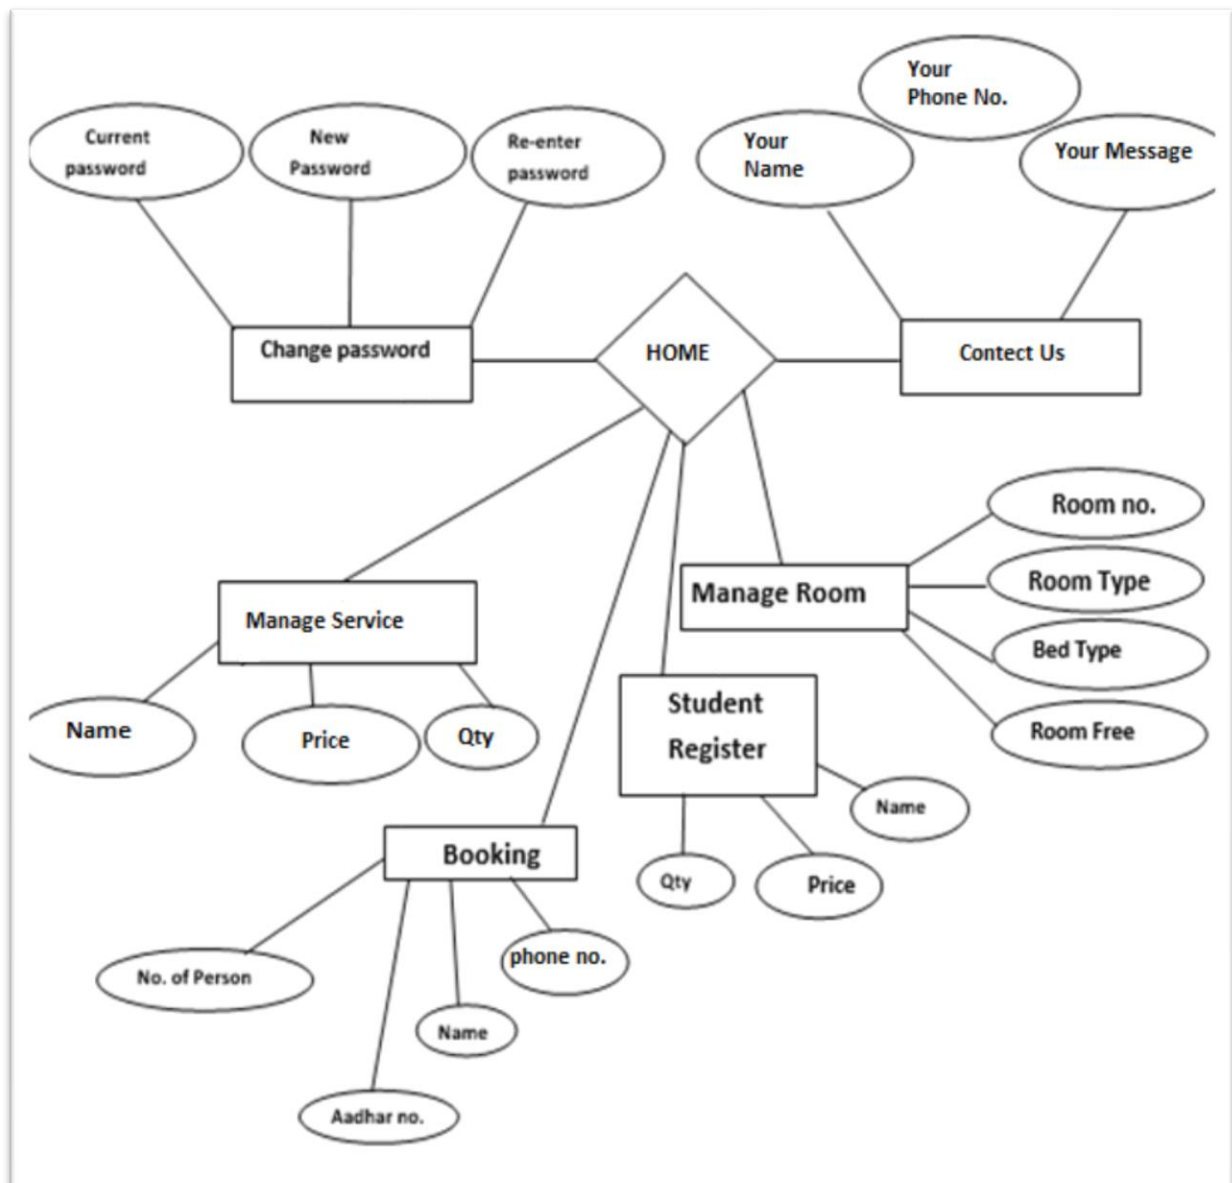 Your
Phone No.
Current
password
New
Password
Re-enter
password
Your
Name
Your Message
Change password
HOME
Contect Us
Room no.
Manage Room
Room Type
Manage Service
Bed Type
Name
Price
Qty
Student
Register
Room Free
Name
Booking
Qty
Price
No. of Person
phone no.
Name
Aadhar no.